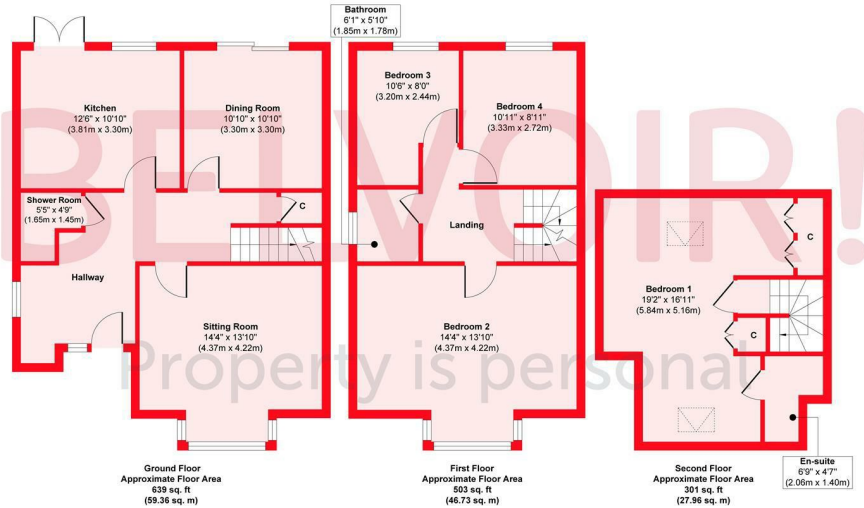 Bathroom
6'1" x 5'10"
(1.85m x 1.78m)
Kitchen
12'6" x 10'10"
(3.81m x 3.30m)
Dining Room
10'10" x 10'10"
(3.30m x 3.30m)
Bedroom 3
10'6" x 8'0"
(3.20m x 2.44m)
Bedroom 4
10'11" x 8'11"
(3.33m x 2.72m)
BELVOIR!
Shower Room
5'5" x 4'9"
(1.65m x 1.45m)
C
Landing
C
Hallway
Bedroom 1
19'2" x 16'11"
(5.84m x 5.16m)
Sitting Room
14'4" x 13'10"
(4.37m x 4.22m)
Bedroom 2
14'4" x 13'10"
(4.37m x 4.22m)
C
Property is personal
En-suite
6'9" x 4'7"
(2.06m x 1.40m)
Ground Floor
Approximate Floor Area
639 sq. ft
(59.36 sq. m)
First Floor
Approximate Floor Area
503 sq. ft
(46.73 sq. m)
Second Floor
Approximate Floor Area
301 sq. ft
(27.96 sq. m)